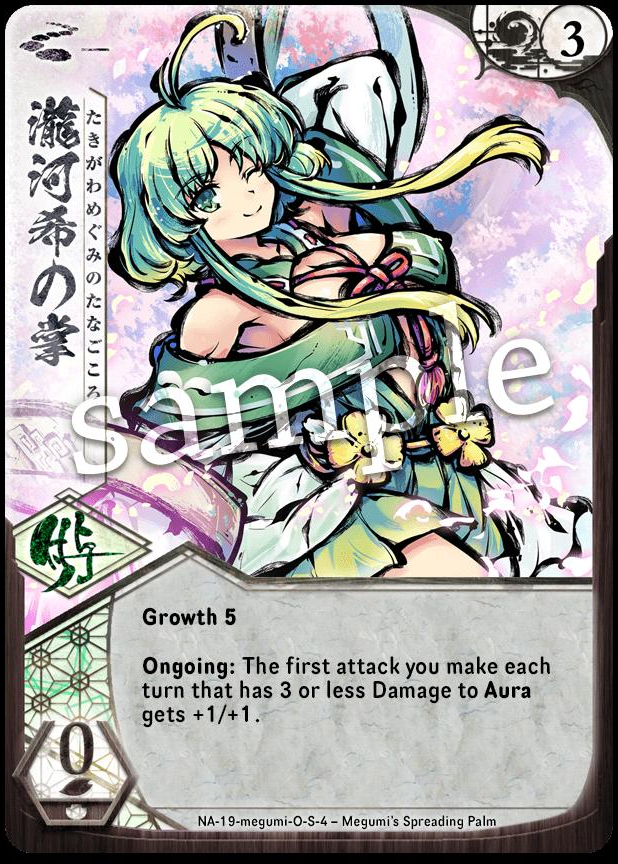 3
瀧河希の掌
たきがわめぐみのたなごころ
sample
付与
Growth 5
Ongoing: The first attack you make each
turn that has 3 or less Damage to Aura
gets +1/+1.
0
NA-19-megumi-O-S-4 – Megumi's Spreading Palm